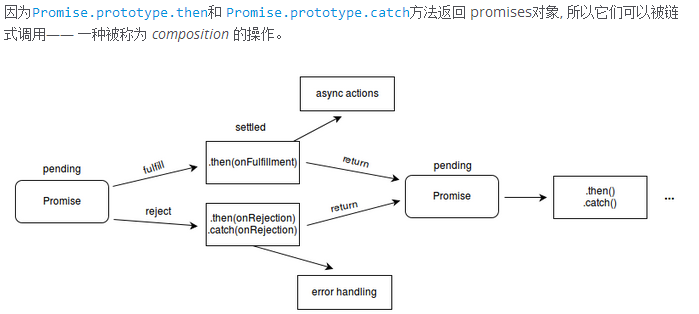 因为Promise.prototype.then和 Promise.prototype.catch方法返回 promises对象, 所以它们可以被链
式调用—— 一种被称为 composition 的操作。
async actions
settled
pending
fulfill
.then(onFulfillment)
return
pending
Promise
Promise
.then()
.catch()
...
reject
.then(onRejection)
.catch(onRejection)
return
error handling